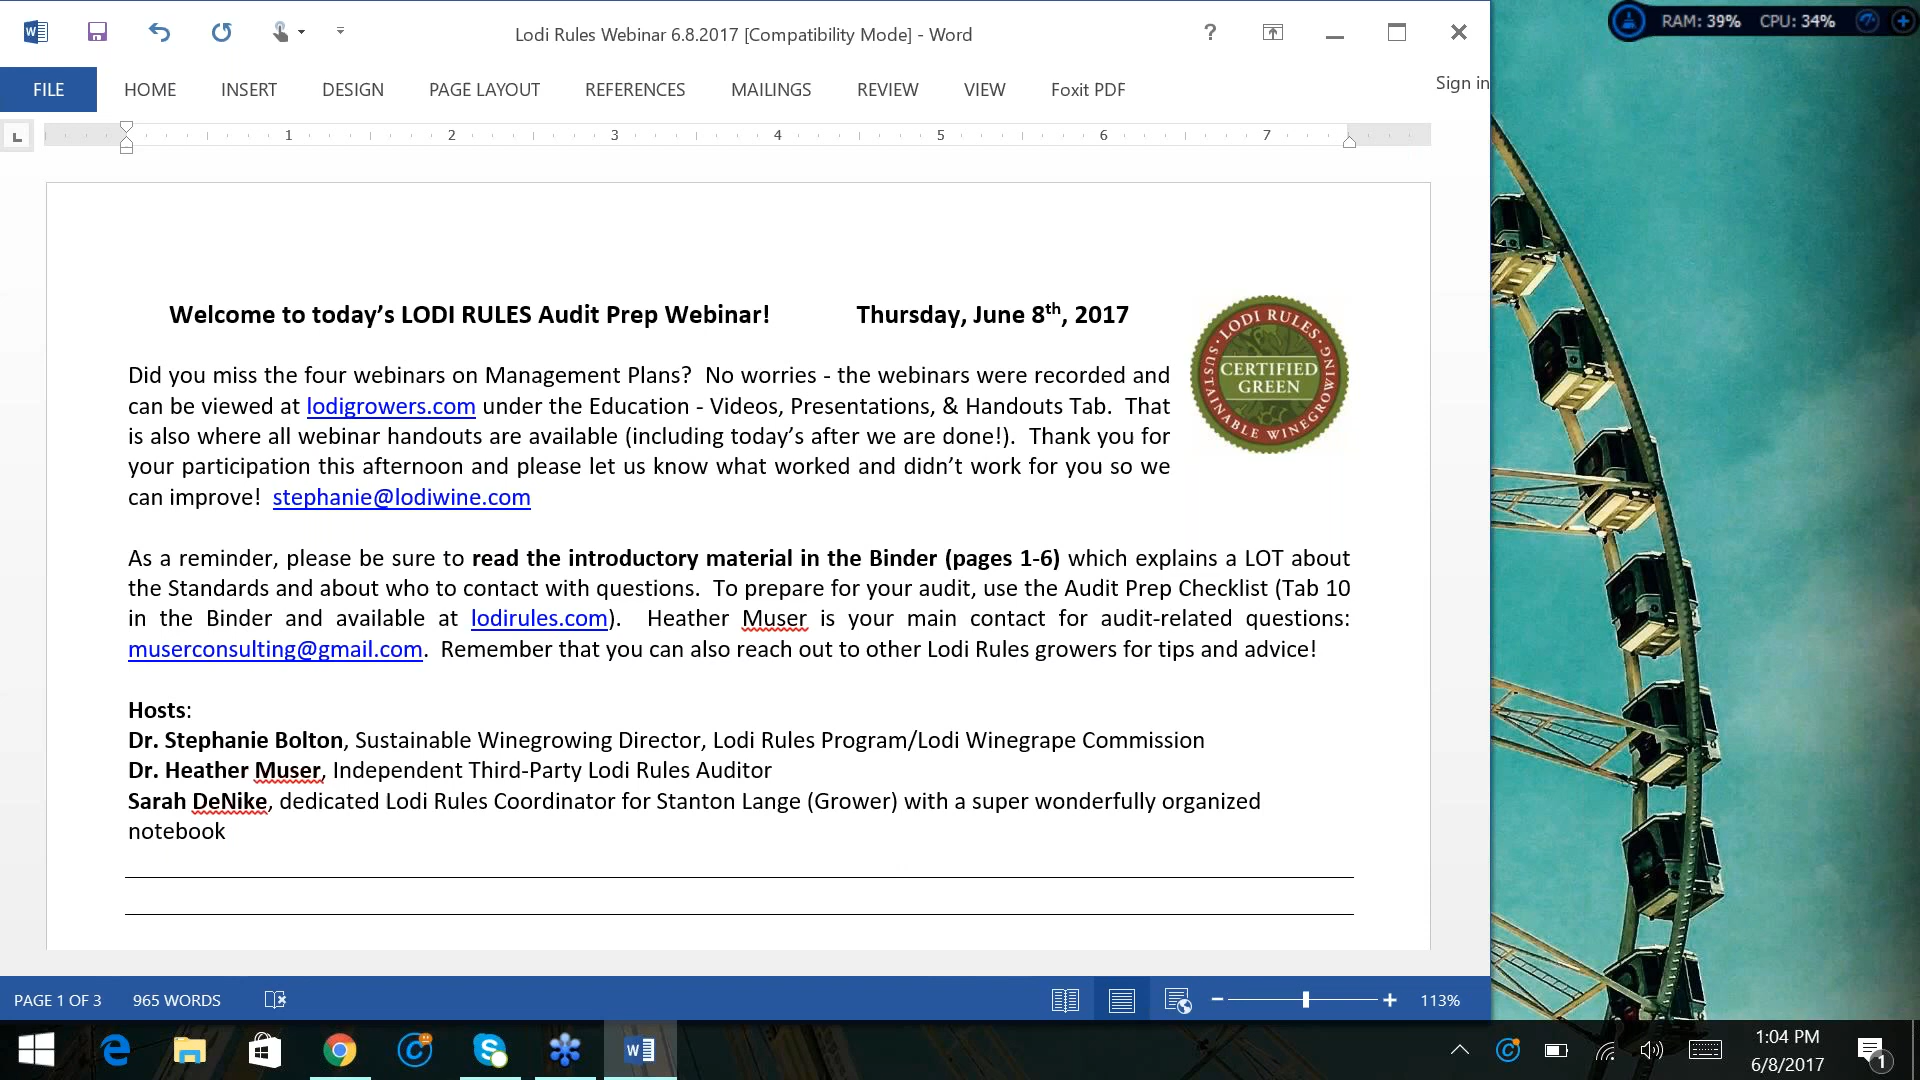 Lodi Rules Webinar 6.8.2017 [Compatibility Mode] - Word
RAM: 39% CPU: 34%
FILE HOME INSERT DESIGN PAGE LAYOUT REFERENCES MAILINGS REVIEW VIEW Foxit PDF Sign in
1 2 3 4 5 6 7
Welcome to today’s LODI RULES Audit Prep Webinar! Thursday, June 8th, 2017
LODI RULES
CERTIFIED
GREEN
SUSTAINABLE WINEGROWING
Did you miss the four webinars on Management Plans? No worries - the webinars were recorded and
can be viewed at lodigrowers.com under the Education - Videos, Presentations, & Handouts Tab. That
is also where all webinar handouts are available (including today’s after we are done!). Thank you for
your participation this afternoon and please let us know what worked and didn’t work for you so we
can improve! stephanie@lodiwine.com
As a reminder, please be sure to read the introductory material in the Binder (pages 1-6) which explains a LOT about
the Standards and about who to contact with questions. To prepare for your audit, use the Audit Prep Checklist (Tab 10
in the Binder and available at lodirules.com). Heather Muser is your main contact for audit-related questions:
muserconsulting@gmail.com. Remember that you can also reach out to other Lodi Rules growers for tips and advice!
Hosts:
Dr. Stephanie Bolton, Sustainable Winegrowing Director, Lodi Rules Program/Lodi Winegrape Commission
Dr. Heather Muser, Independent Third-Party Lodi Rules Auditor
Sarah DeNike, dedicated Lodi Rules Coordinator for Stanton Lange (Grower) with a super wonderfully organized
notebook
PAGE 1 OF 3 965 WORDS 113%
1:04 PM
6/8/2017
1